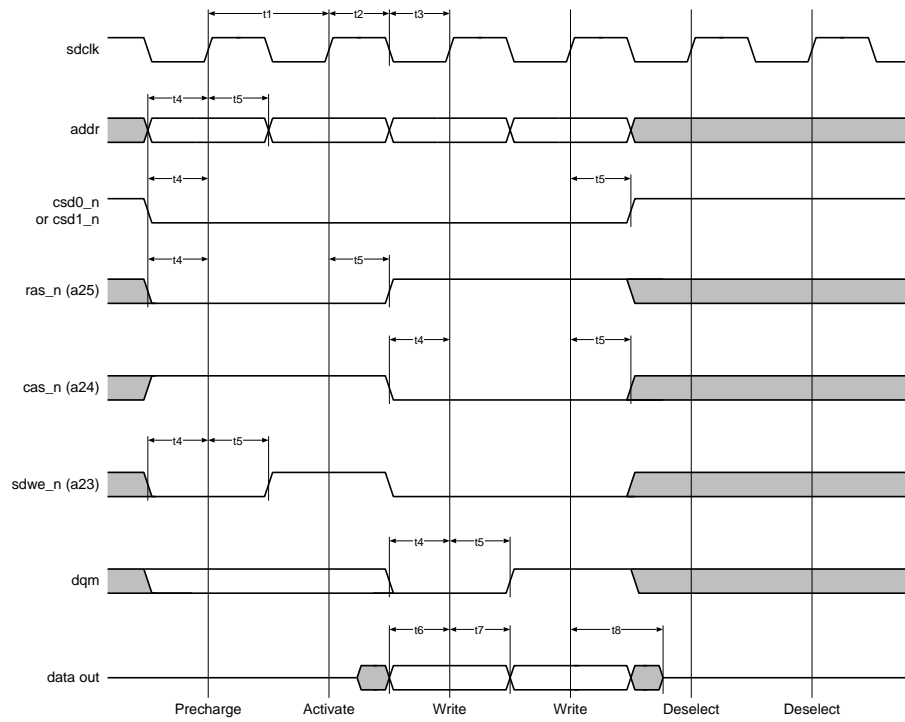 t1 t2 t3
sdclk
t4 t5
addr
t4 t5
csd0_n
or csd1_n
t4 t5
ras_n (a25)
t4 t5
cas_n (a24)
t4 t5
sdwe_n (a23)
t4 t5
dqm
t6 t7 t8
data out
Precharge Activate Write Write Deselect Deselect